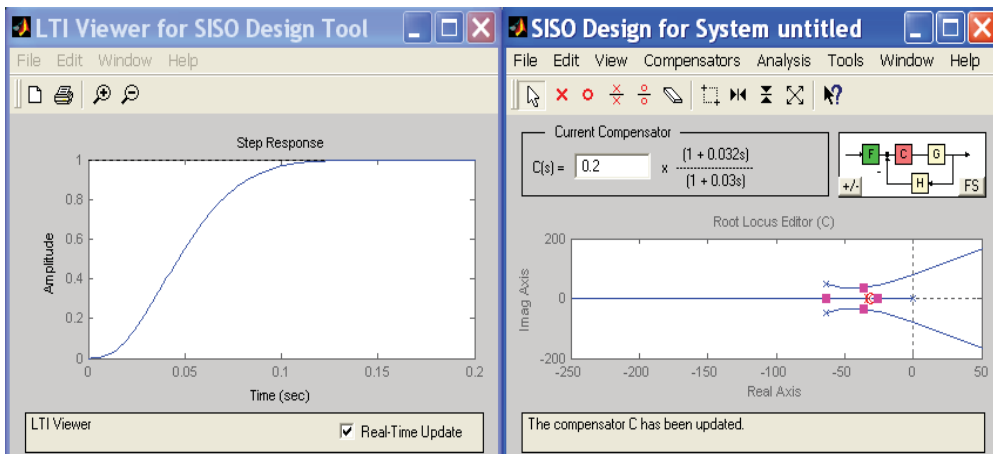 LTI Viewer for SISO Design Tool
File Edit Window Help
Step Response
Amplitude
1
0.8
0.6
0.4
0.2
0
0 0.05 0.1 0.15 0.2
Time (sec)
LTI Viewer
Real-Time Update
SISO Design for System untitled
File Edit View Compensators Analysis Tools Window Help
Current Compensator
C(s) = 0.2 x (1 + 0.032s)
(1 + 0.03s)
F C G
H
+/- FS
Root Locus Editor (C)
Imag Axis
200
0
-200
-250 -200 -150 -100 -50 0 50
Real Axis
The compensator C has been updated.